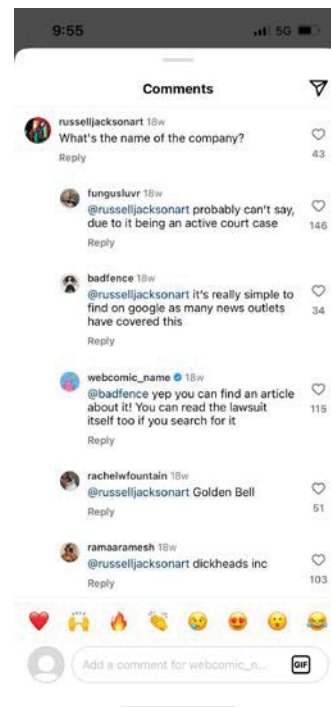 9:55
5G
Comments
russelljacksonart 18w
What's the name of the company?
Reply
43
fungusluvr 18w
@russelljacksonart probably can't say,
due to it being an active court case
146
Reply
badfence 18w
@russelljacksonart it's really simple to
find on google as many news outlets
34
have covered this
Reply
webcomic_name 18w
@badfence yep you can find an article
about it! You can read the lawsuit
115
itself too if you search for it
Reply
rachelwfountain 18w
@russelljacksonart Golden Bell
51
Reply
ramaaramesh 18w
@russelljacksonart dickheads inc
103
Reply
Add a comment for webcomic_n...
GIF